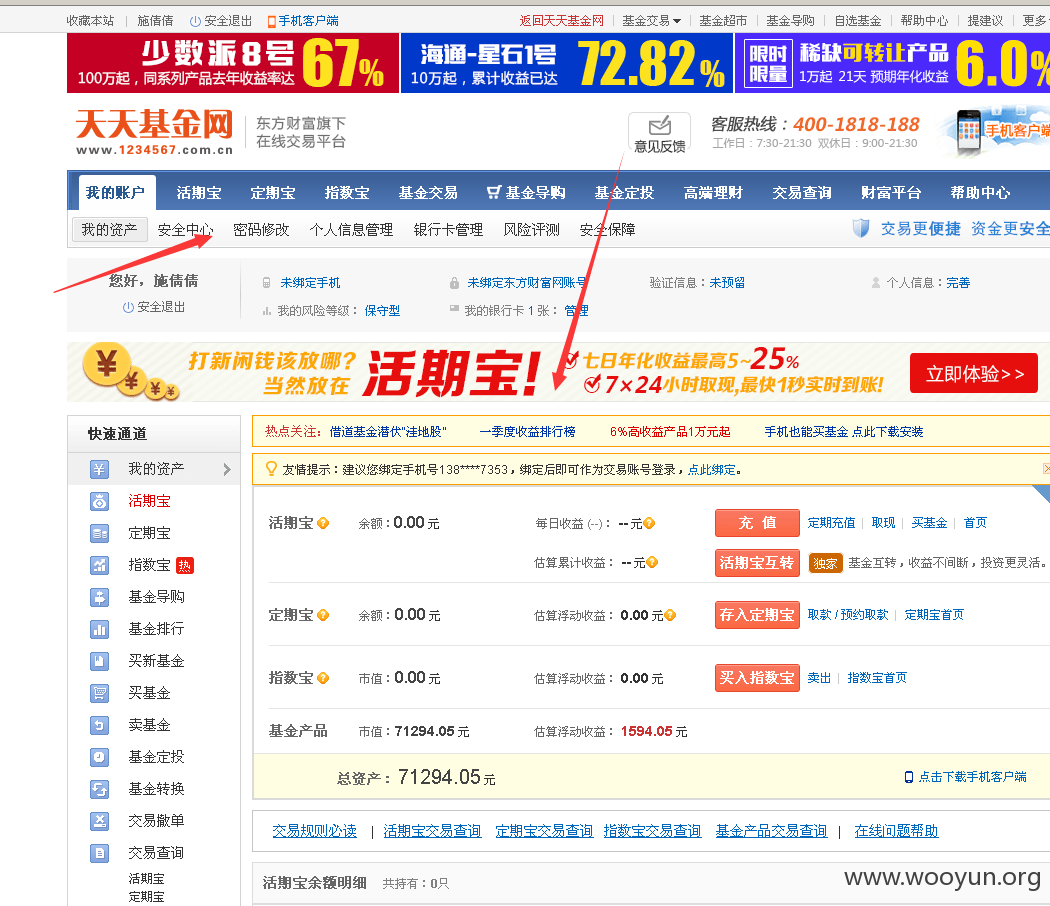 收藏本站 | 施倩倩 安全退出 手机客户端 返回天天基金网 | 基金交易 | 基金超市 | 基金导购 | 自选基金 | 帮助中心 | 提建议 | 更多
少数派8号 67%
100万起，同系列产品去年收益率达
海通-星石1号 72.82%
10万起，累计收益已达
限时限量 稀缺可转让产品 6.0%
1万起 21天 预期年化收益
天天基金网
www.1234567.com.cn
东方财富旗下
在线交易平台
意见反馈
客服热线：400-1818-188
工作日：7:30-21:30 双休日：9:00-21:30
手机客户端
我的账户 活期宝 定期宝 指数宝 基金交易 基金导购 基金定投 高端理财 交易查询 财富平台 帮助中心
我的资产 安全中心 密码修改 个人信息管理 银行卡管理 风险评测 安全保障 交易更便捷 资金更安全
您好，施倩倩 未绑定手机 未绑定东方财富网账号 验证信息：未预留 个人信息：完善
安全退出 我的风险等级：保守型 我的银行卡 1 张：管理
打新闲钱该放哪？
当然放在 活期宝！
七日年化收益最高5~25%
7×24小时取现,最快1秒实时到账!
立即体验>>
快速通道
我的资产
活期宝
定期宝
指数宝 热
基金导购
基金排行
买新基金
买基金
卖基金
基金定投
基金转换
交易撤单
交易查询
活期宝
定期宝
热点关注：借道基金潜伏"洼地股" 一季度收益排行榜 6%高收益产品1万元起 手机也能买基金 点此下载安装
友情提示：建议您绑定手机号138****7353，绑定后即可作为交易账号登录，点此绑定。
活期宝 余额：0.00 元 每日收益 (--)： --元 充 值 定期充值 | 取现 | 买基金 | 首页
估算累计收益： --元 活期宝互转 独家 基金互转，收益不间断，投资更灵活。
定期宝 余额：0.00 元 估算浮动收益： 0.00 元 存入定期宝 取款 / 预约取款 | 定期宝首页
指数宝 市值：0.00 元 估算浮动收益： 0.00 元 买入指数宝 卖出 | 指数宝首页
基金产品 市值：71294.05 元 估算浮动收益： 1594.05 元
总资产：71294.05 元 点击下载手机客户端
交易规则必读 | 活期宝交易查询 定期宝交易查询 指数宝交易查询 基金产品交易查询 | 在线问题帮助
活期宝余额明细 共持有：0只
www.wooyun.org